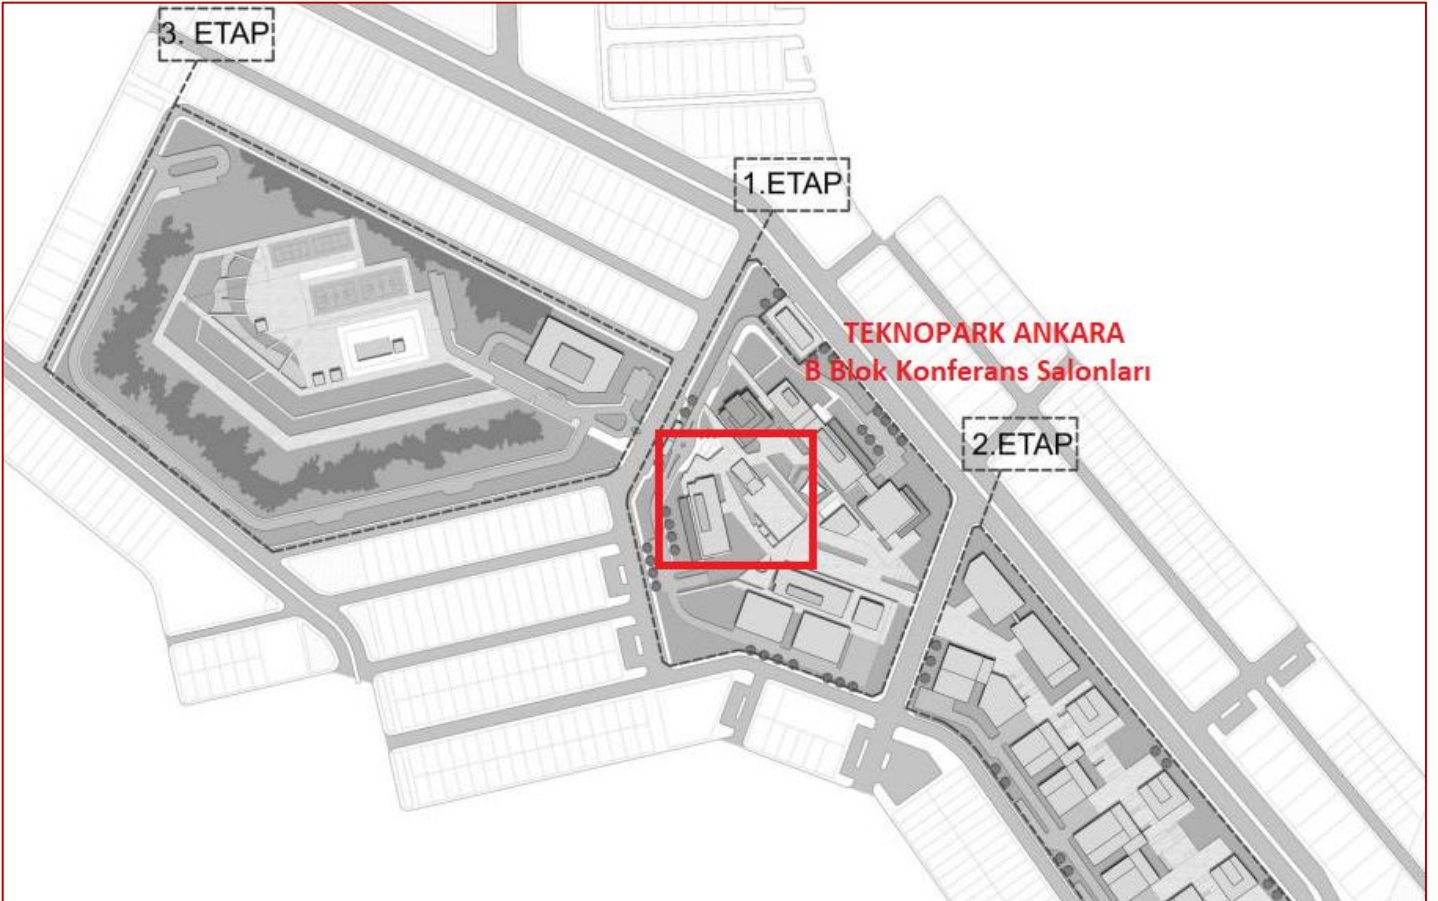 3. ETAP
1.ETAP
TEKNOPARK ANKARA
B Blok Konferans Salonları
2.ETAP